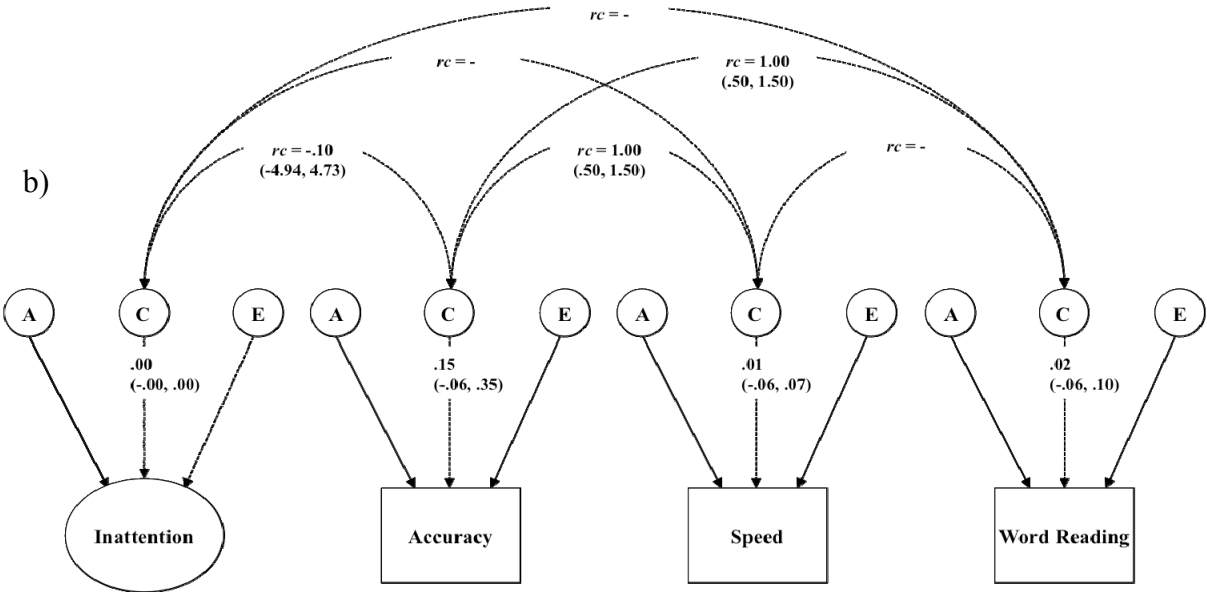 rc = -
rc = -
rc = 1.00
(.50, 1.50)
rc = -.10
(-4.94, 4.73)
rc = 1.00
(.50, 1.50)
rc = -
b)
A C E A C E A C E A C E
.00
(-.00, .00)
.15
(-.06, .35)
.01
(-.06, .07)
.02
(-.06, .10)
Inattention
Accuracy
Speed
Word Reading